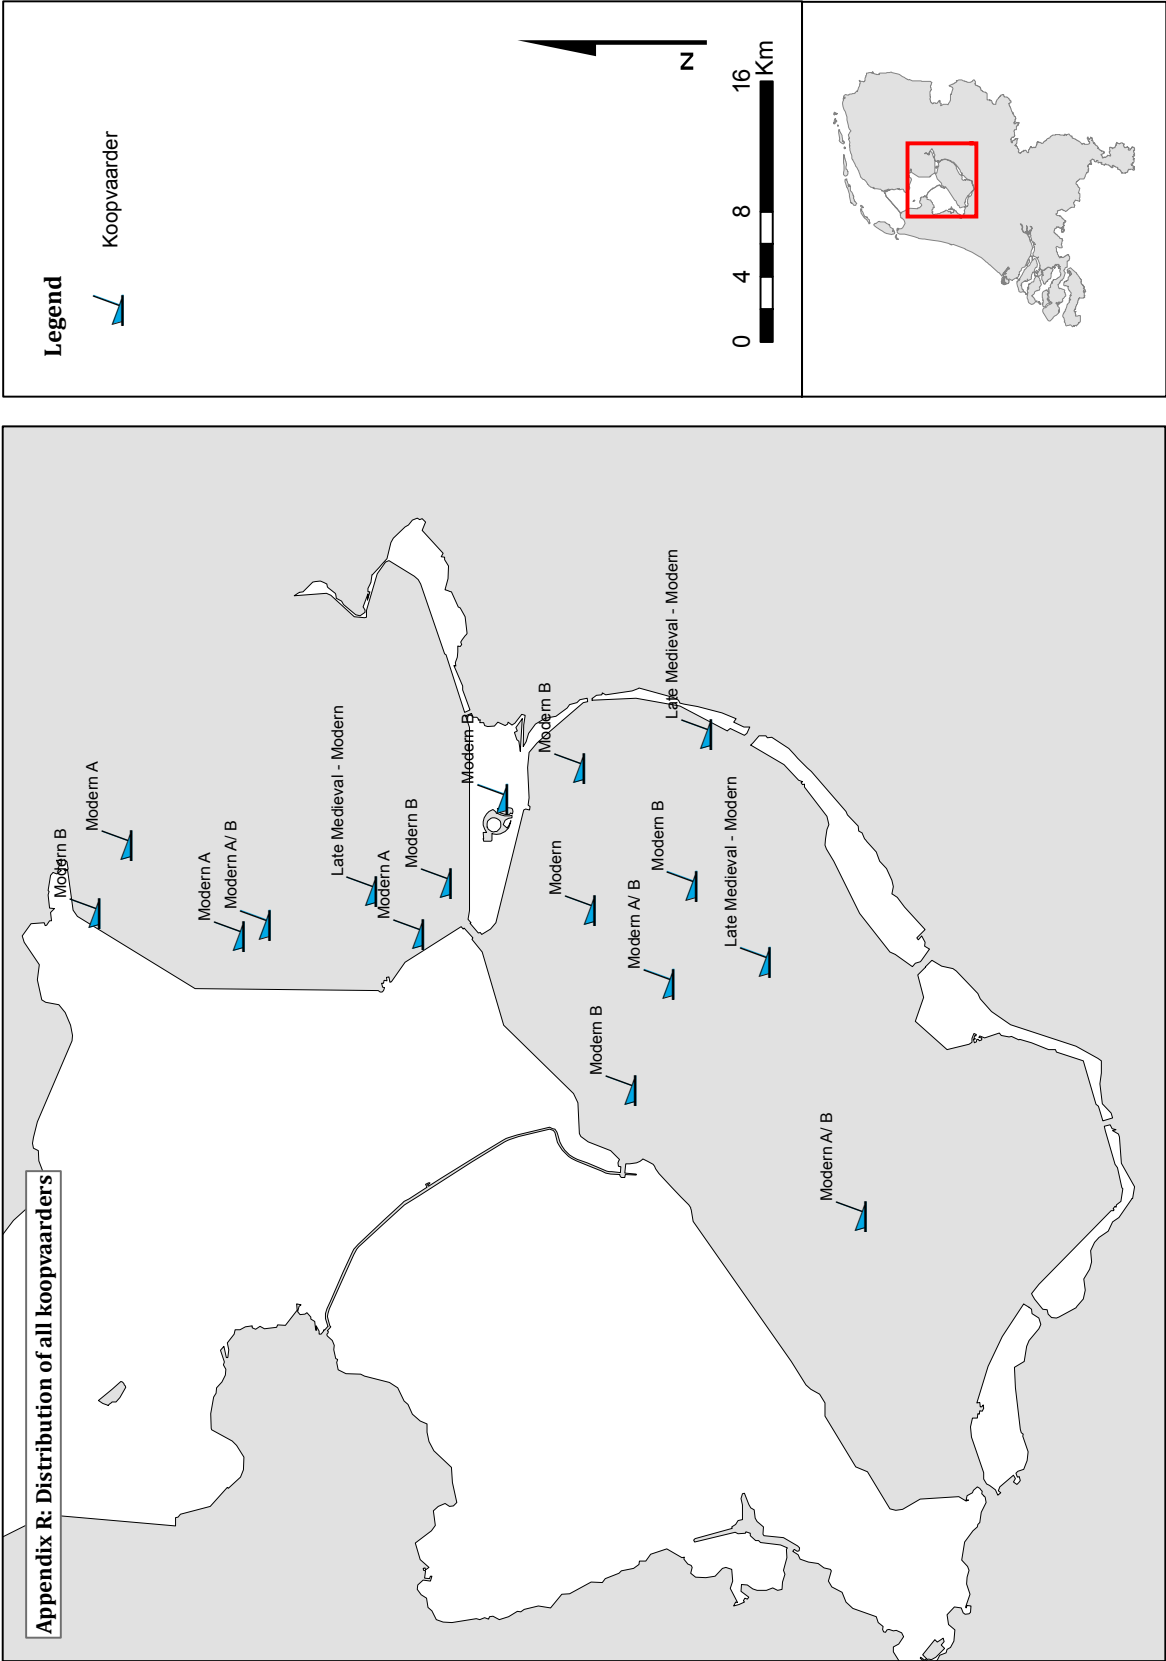 Appendix R: Distribution of all koopvaarders
Modern B
Modern A
Modern A
Modern A/ B
Late Medieval - Modern
Modern A
Modern B
Modern B
Modern B
Modern
Modern B
Modern A/ B
Modern B
Late Medieval - Modern
Late Medieval - Modern
Modern A/ B
Legend
Koopvaarder
N
0 4 8 16
Km